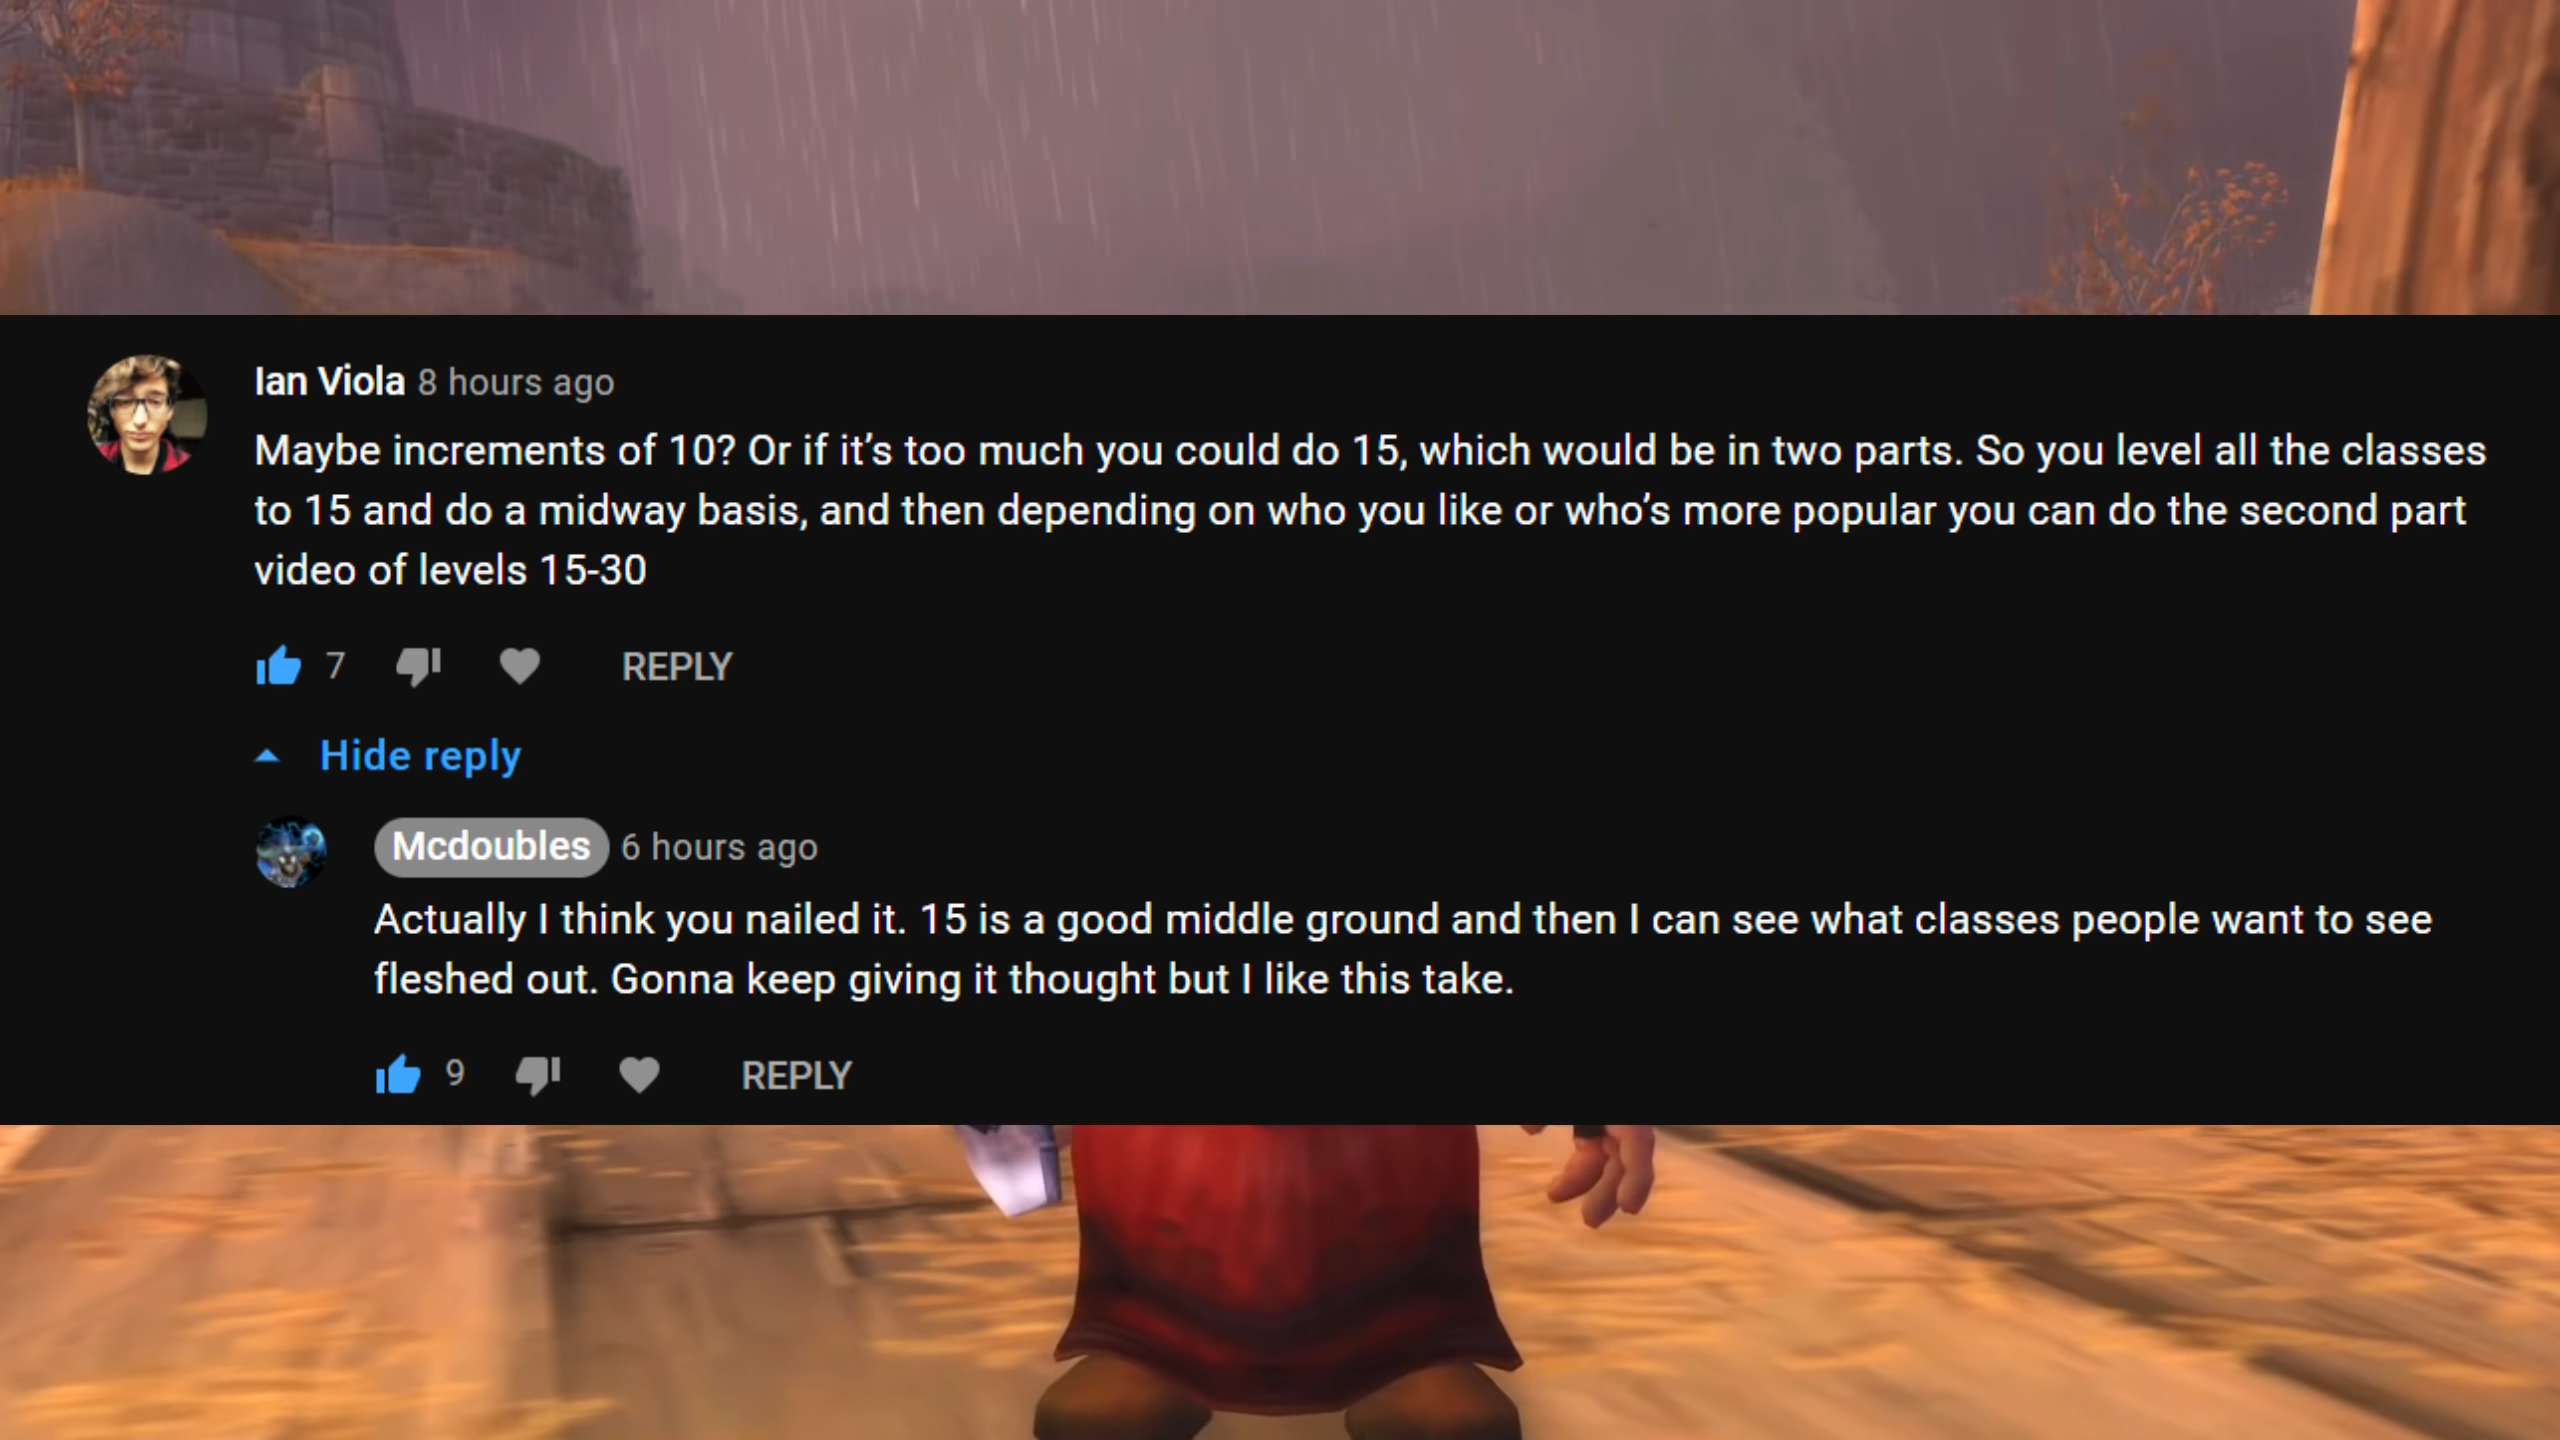 Ian Viola 8 hours ago
Maybe increments of 10? Or if it’s too much you could do 15, which would be in two parts. So you level all the classes
to 15 and do a midway basis, and then depending on who you like or who’s more popular you can do the second part
video of levels 15-30
7 REPLY
Hide reply
Mcdoubles 6 hours ago
Actually I think you nailed it. 15 is a good middle ground and then I can see what classes people want to see
fleshed out. Gonna keep giving it thought but I like this take.
9 REPLY